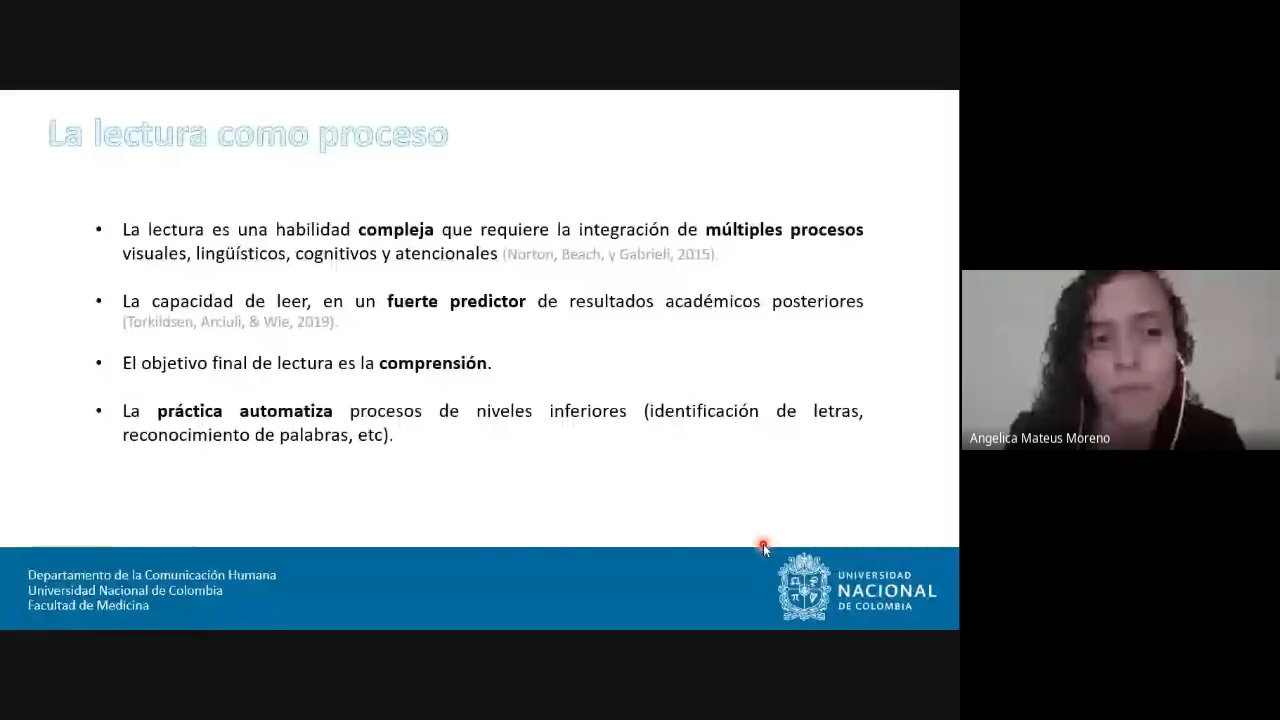 La lectura como proceso
• La lectura es una habilidad compleja que requiere la integración de múltiples procesos
visuales, lingüísticos, cognitivos y atencionales (Norton, Beach, y Gabrieli, 2015).
• La capacidad de leer, en un fuerte predictor de resultados académicos posteriores
(Torkildsen, Arciuli, & Wie, 2019).
• El objetivo final de lectura es la comprensión.
• La práctica automatiza procesos de niveles inferiores (identificación de letras,
reconocimiento de palabras, etc).
Angelica Mateus Moreno
Departamento de la Comunicación Humana
Universidad Nacional de Colombia
Facultad de Medicina
UNIVERSIDAD
NACIONAL
DE COLOMBIA